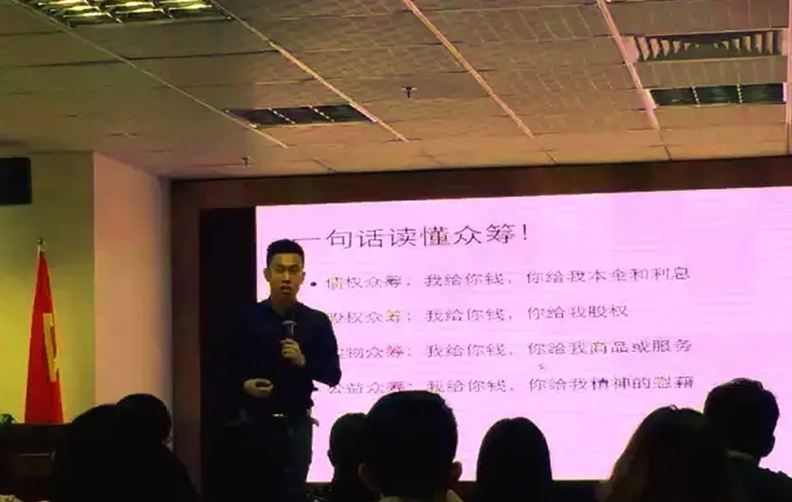 一句话读懂众筹!
• 债权众筹:我给你钱,你给我本金和利息
股权众筹:我给你钱,你给我股权
实物众筹:我给你钱,你给我商品或服务
公益众筹:我给你钱,你给我精神的慰藉